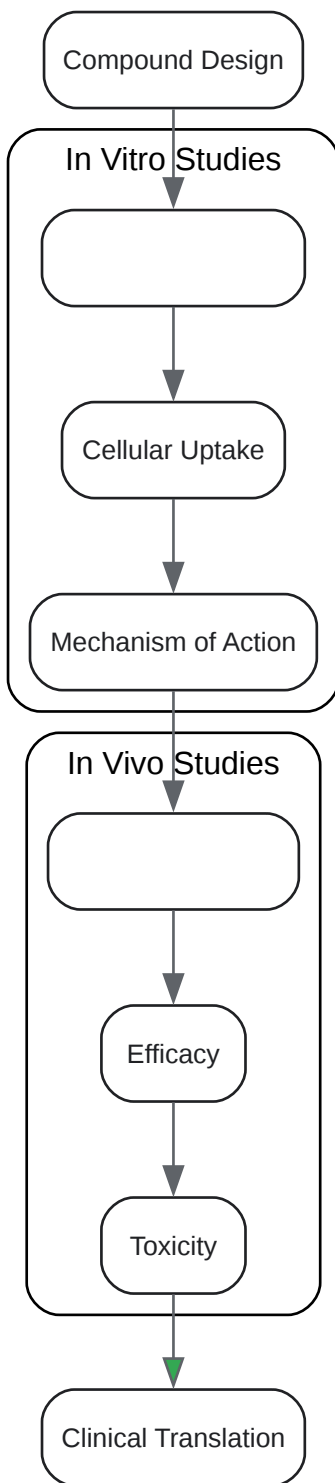 Compound Design
In Vitro Studies
Cellular Uptake
Mechanism of Action
In Vivo Studies
Efficacy
Toxicity
Clinical Translation